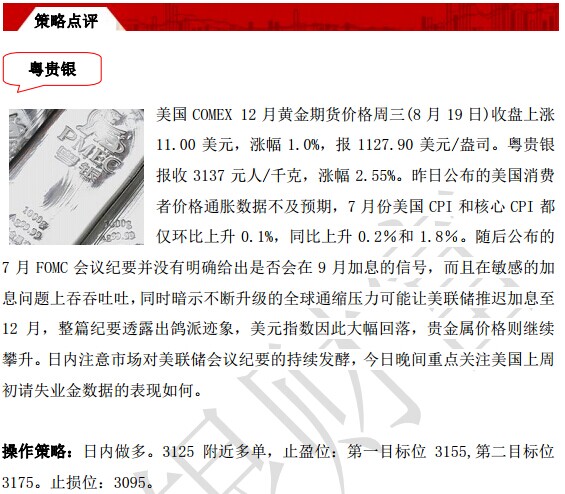 策略点评
粤贵银
PMEC
粤银
1000g
Ag99.99
美国 COMEX 12 月黄金期货价格周三(8 月 19 日)收盘上涨
11.00 美元，涨幅 1.0%，报 1127.90 美元/盎司。粤贵银
报收 3137 元人/千克，涨幅 2.55%。昨日公布的美国消费
者价格通胀数据不及预期，7 月份美国 CPI 和核心 CPI 都
仅环比上升 0.1%，同比上升 0.2%和 1.8%。随后公布的
7 月 FOMC 会议纪要并没有明确给出是否会在 9 月加息的信号，而且在敏感的加
息问题上吞吞吐吐，同时暗示不断升级的全球通缩压力可能让美联储推迟加息至
12 月，整篇纪要透露出鸽派迹象，美元指数因此大幅回落，贵金属价格则继续
攀升。日内注意市场对美联储会议纪要的持续发酵，今日晚间重点关注美国上周
初请失业金数据的表现如何。
操作策略：日内做多。3125 附近多单，止盈位：第一目标位 3155,第二目标位
3175。止损位：3095。